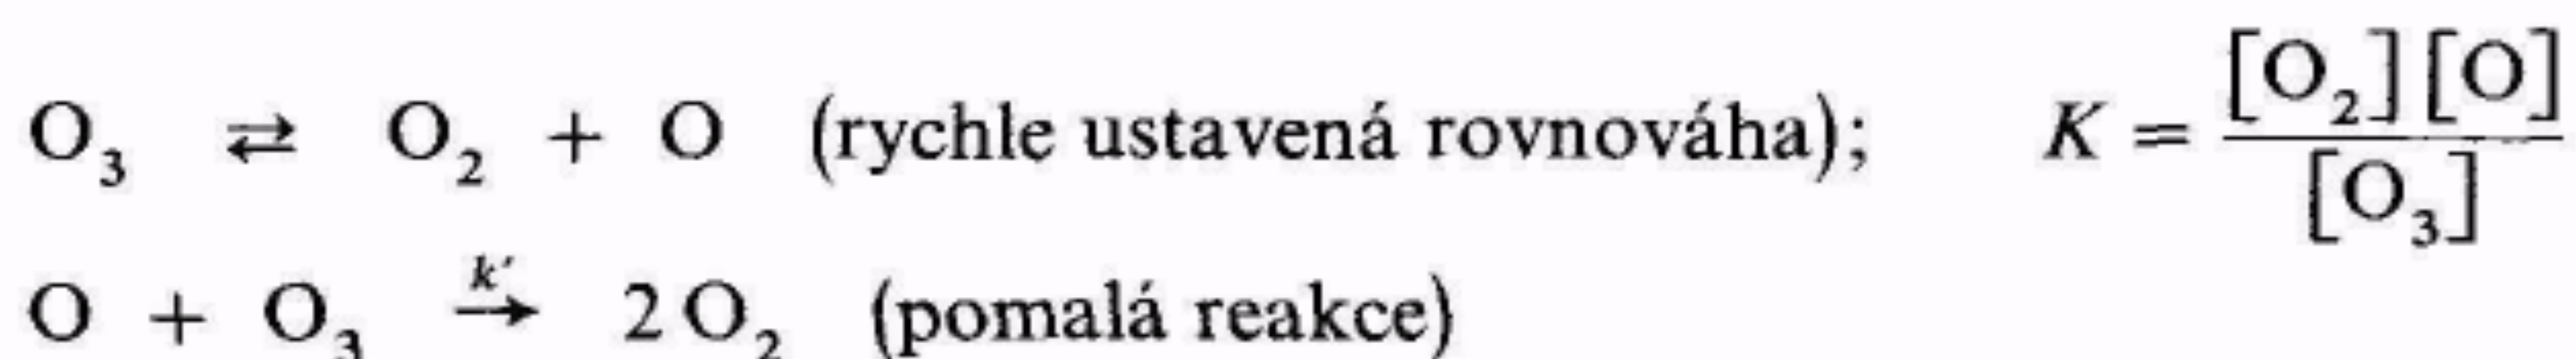 O₃ ⇄ O₂ + O (rychle ustavená rovnováha); K = [O₂][O] / [O₃]
O + O₃ →k′ 2 O₂ (pomalá reakce)